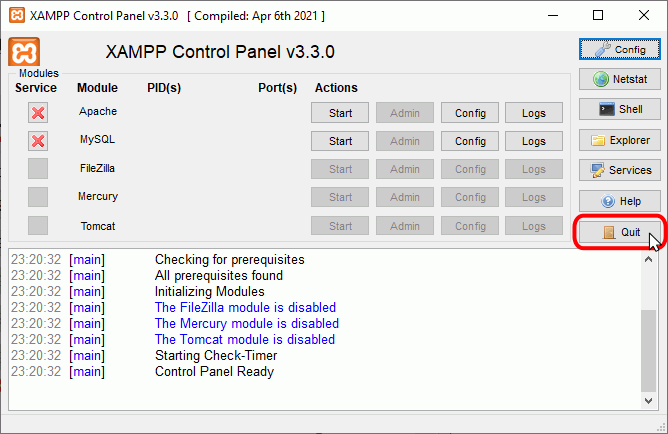 XAMPP Control Panel v3.3.0 [ Compiled: Apr 6th 2021 ]
XAMPP Control Panel v3.3.0
Config
Modules
Service Module PID(s) Port(s) Actions
Netstat
Apache Start Admin Config Logs
Shell
MySQL Start Admin Config Logs
Explorer
FileZilla Start Admin Config Logs
Services
Mercury Start Admin Config Logs
Help
Tomcat Start Admin Config Logs
Quit
23:20:32 [main] Checking for prerequisites
23:20:32 [main] All prerequisites found
23:20:32 [main] Initializing Modules
23:20:32 [main] The FileZilla module is disabled
23:20:32 [main] The Mercury module is disabled
23:20:32 [main] The Tomcat module is disabled
23:20:32 [main] Starting Check-Timer
23:20:32 [main] Control Panel Ready